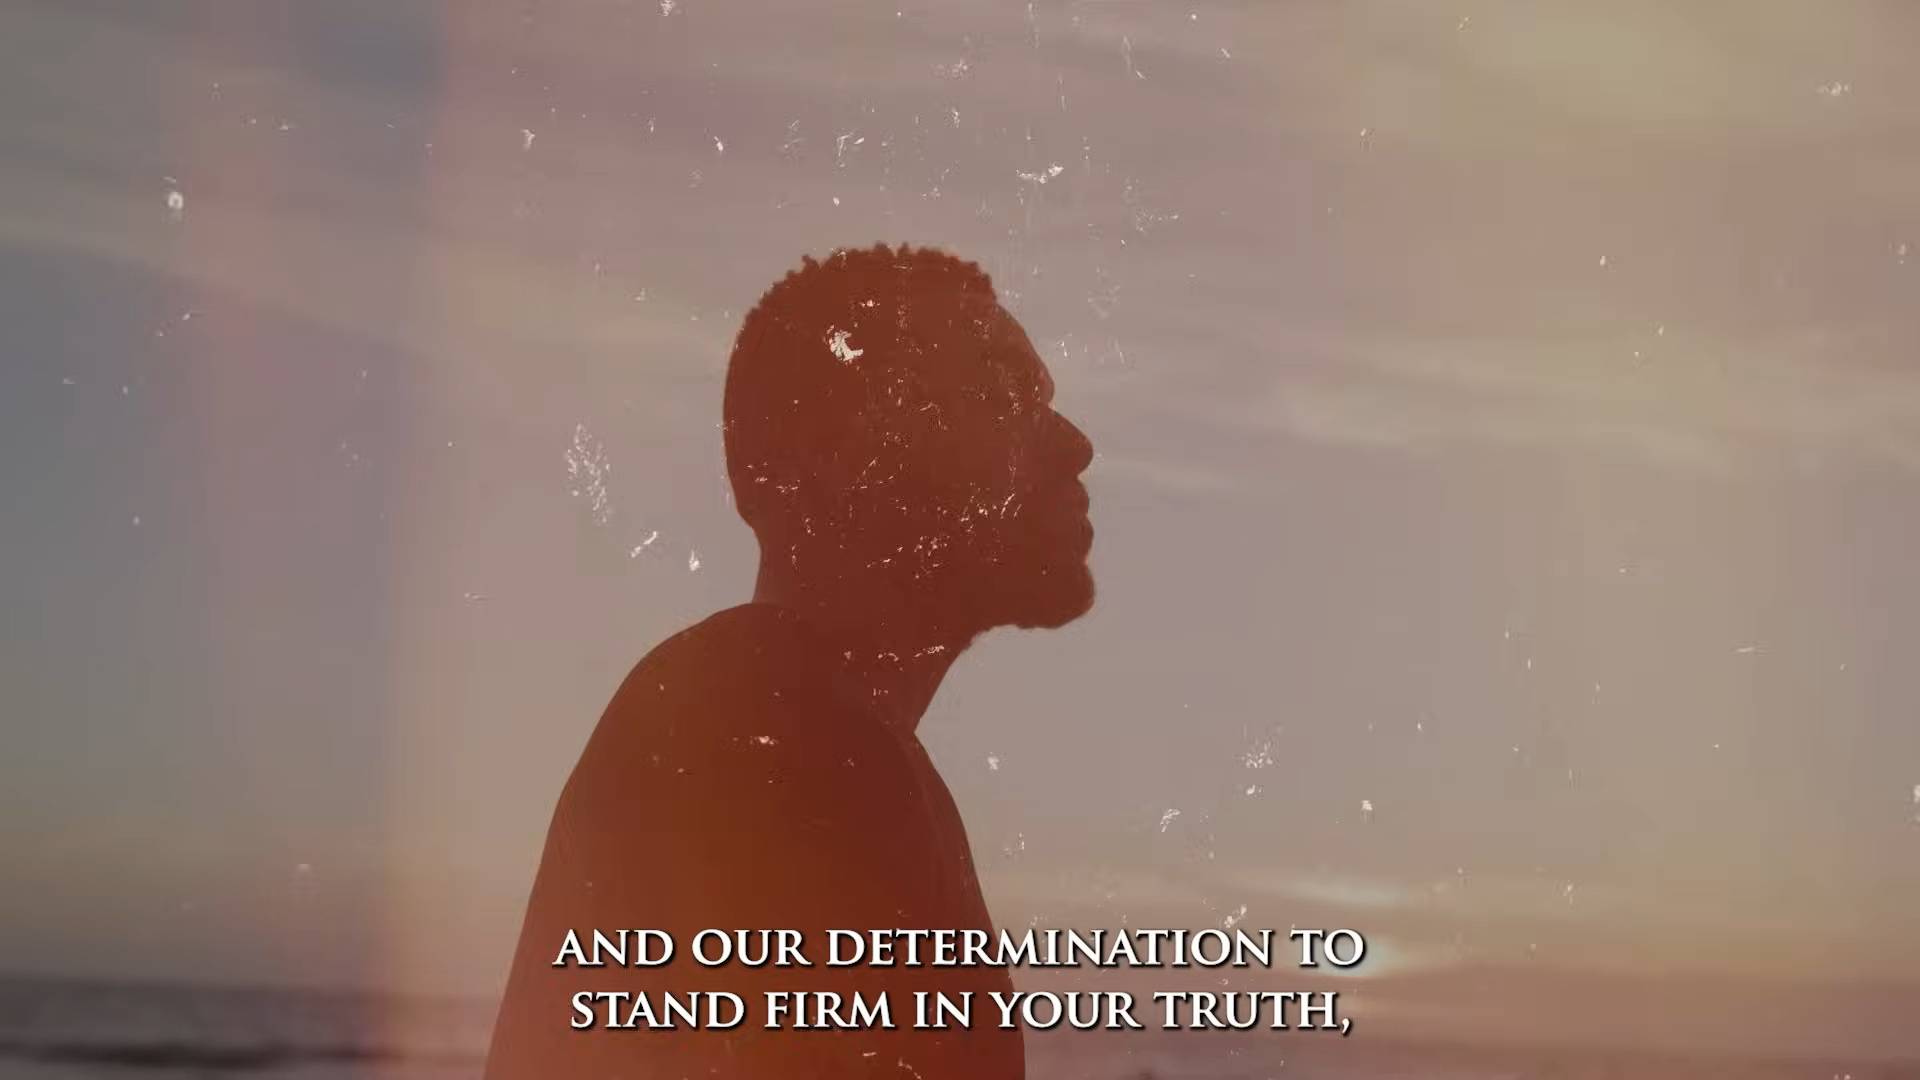 AND OUR DETERMINATION TO
STAND FIRM IN YOUR TRUTH,